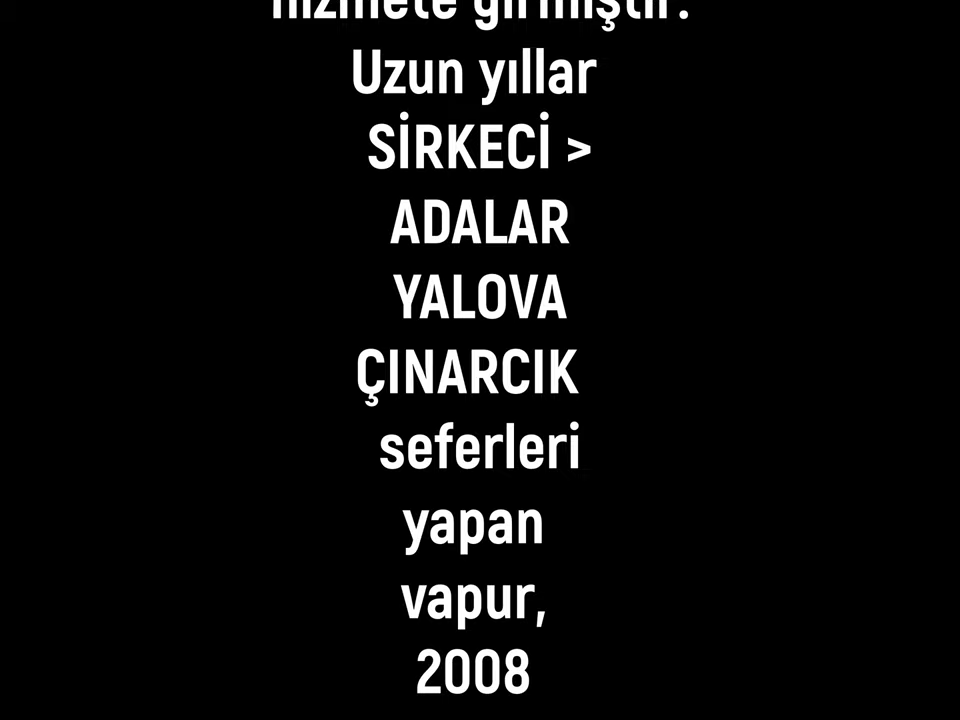 hizmete girmiştir.
Uzun yıllar
SİRKECİ >
ADALAR
YALOVA
ÇINARCIK
seferleri
yapan
vapur,
2008